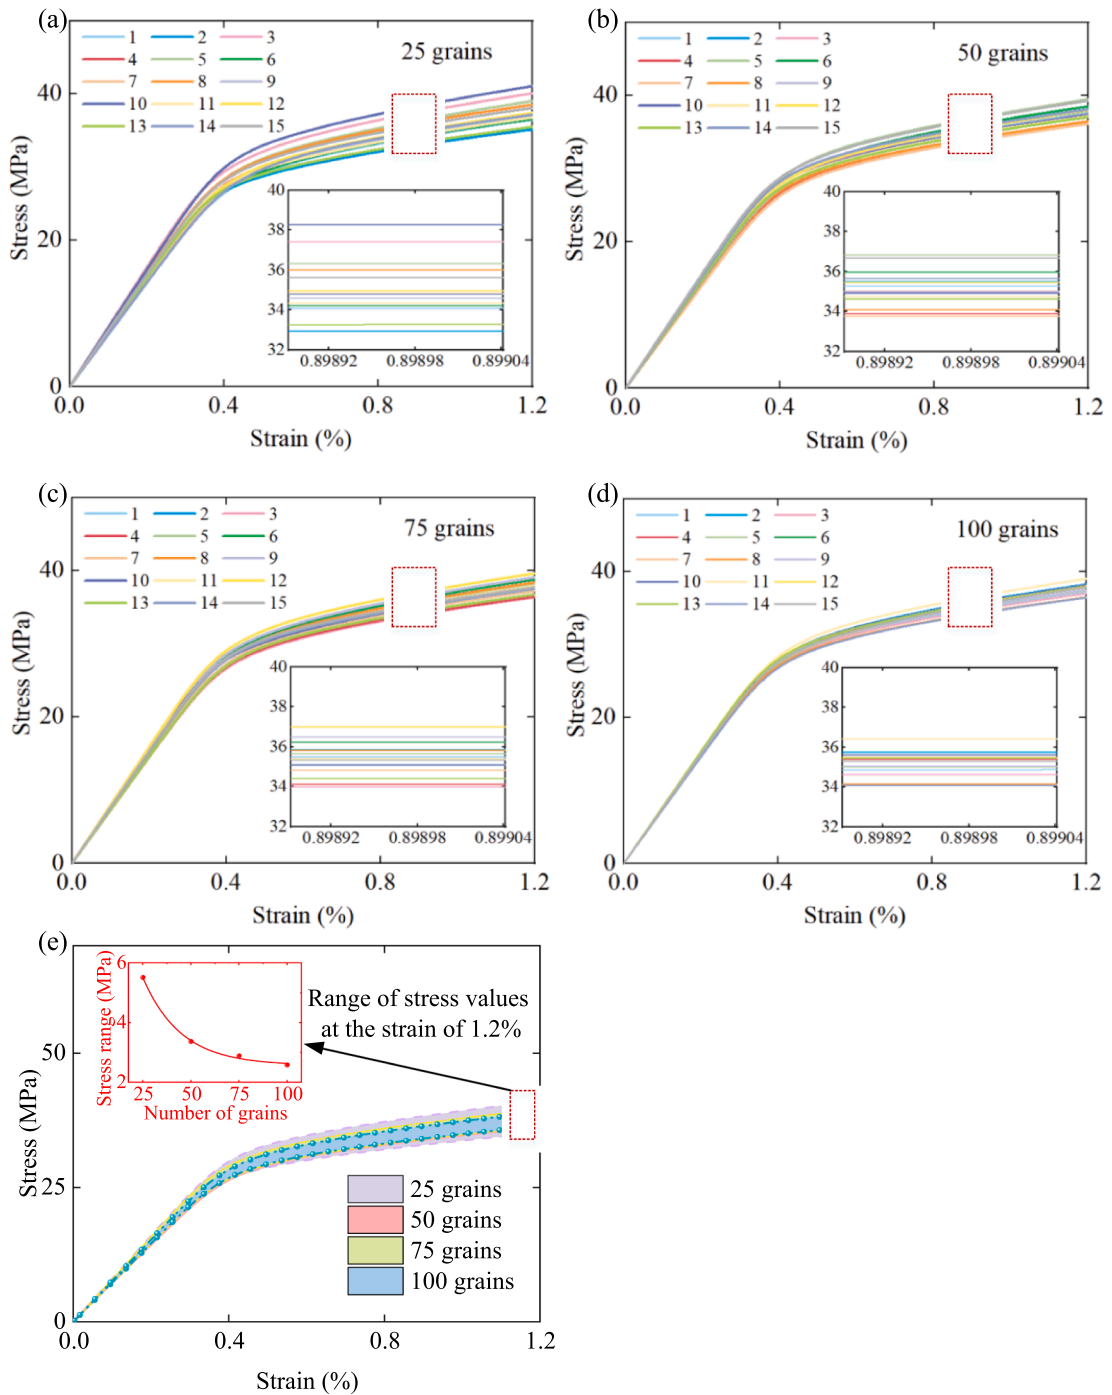 (a)
25 grains
1 2 3
4 5 6
7 8 9
10 11 12
13 14 15
Stress (MPa)
40
20
0
0.0 0.4 0.8 1.2
Strain (%)
40
38
36
34
32
0.89892 0.89898 0.89904
(b)
50 grains
1 2 3
4 5 6
7 8 9
10 11 12
13 14 15
Stress (MPa)
40
20
0
0.0 0.4 0.8 1.2
Strain (%)
40
38
36
34
32
0.89892 0.89898 0.89904
(c)
75 grains
1 2 3
4 5 6
7 8 9
10 11 12
13 14 15
Stress (MPa)
40
20
0
0.0 0.4 0.8 1.2
Strain (%)
40
38
36
34
32
0.89892 0.89898 0.89904
(d)
100 grains
1 2 3
4 5 6
7 8 9
10 11 12
13 14 15
Stress (MPa)
40
20
0
0.0 0.4 0.8 1.2
Strain (%)
40
38
36
34
32
0.89892 0.89898 0.89904
(e)
Stress range (MPa)
6
4
2
25 50 75 100
Number of grains
Range of stress values
at the strain of 1.2%
Stress (MPa)
50
25
0
25 grains
50 grains
75 grains
100 grains
0.0 0.4 0.8 1.2
Strain (%)